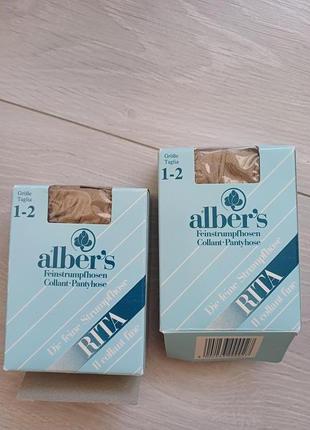 Größe
Taglia
1-2
alber's
Feinstrumpfhosen
Collant·Pantyhose
Die feine Strumpfhose
RITA
Il collant fine
Größe
Taglia
1-2
alber's
Feinstrumpfhosen
Collant·Pantyhose
Die feine Strumpfhose
RITA
Il collant fine